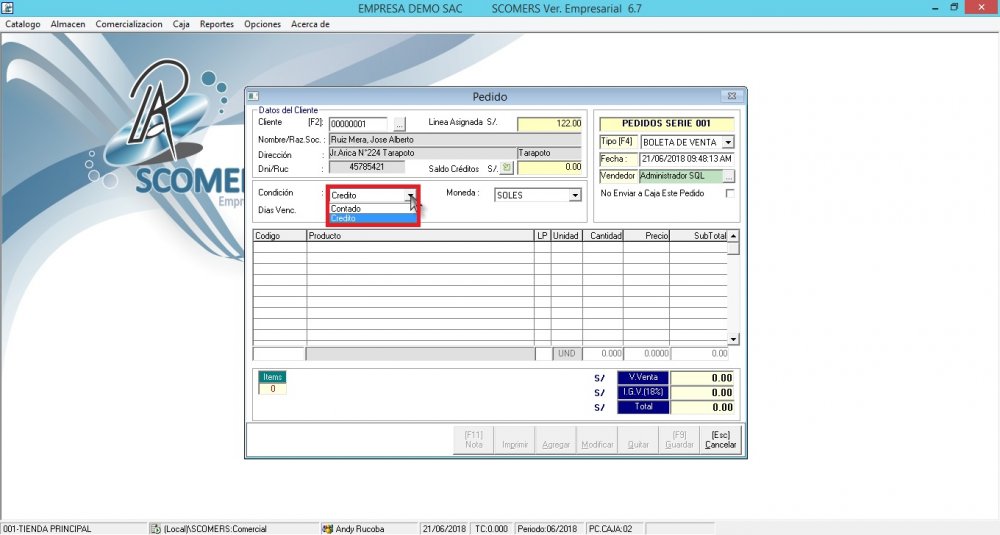 EMPRESA DEMO SAC SCOMERS Ver. Empresarial 6.7
Catalogo Almacen Comercializacion Caja Reportes Opciones Acerca de
SCOMER
Empr
Pedido
Datos del Cliente
Cliente [F2]: 00000001 ... Linea Asignada S/. 122.00
Nombre/Raz.Soc. : Ruiz Mera, Jose Alberto
Dirección : Jr.Arica N°224 Tarapoto Tarapoto
Dni/Ruc : 45785421 Saldo Créditos S/. 0.00
PEDIDOS SERIE 001
Tipo [F4] BOLETA DE VENTA
Fecha : 21/06/2018 09:48:13 AM
Vendedor Administrador SQL ...
No Enviar a Caja Este Pedido
Condición : Credito Moneda : SOLES
Contado
Dias Venc. Credito
Codigo Producto LP Unidad Cantidad Precio SubTotal
UND 0.000 0.0000 0.00
Items
0
S/ V.Venta 0.00
S/ I.G.V.(18%) 0.00
S/ Total 0.00
[F11] Nota Imprimir Agregar Modificar Quitar [F9] Guardar [Esc] Cancelar
001-TIENDA PRINCIPAL (Local)\SCOMERS:Comercial Andy Rucoba 21/06/2018 TC:0.000 Periodo:06/2018 PC.CAJA:02